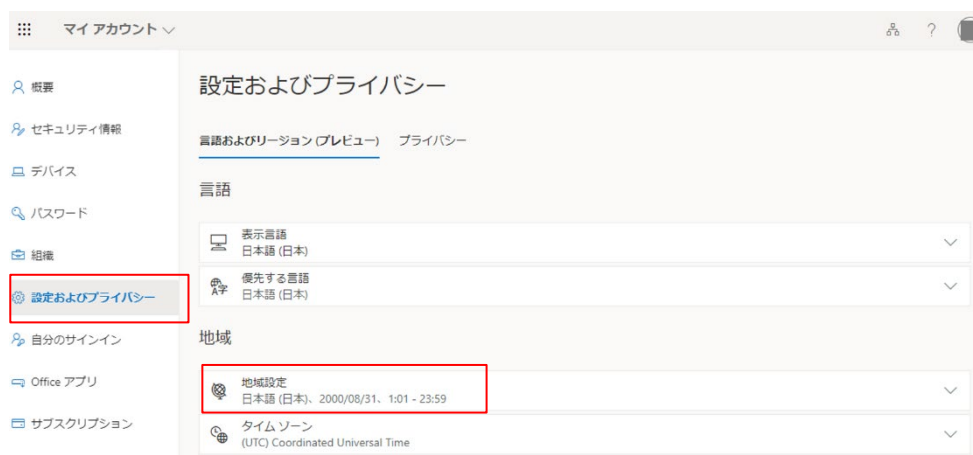 マイ アカウント
?
概要
セキュリティ情報
デバイス
パスワード
組織
設定およびプライバシー
自分のサインイン
Office アプリ
サブスクリプション
設定およびプライバシー
言語およびリージョン (プレビュー) プライバシー
言語
表示言語
日本語 (日本)
優先する言語
日本語 (日本)
地域
地域設定
日本語 (日本)、2000/08/31、1:01 - 23:59
タイム ゾーン
(UTC) Coordinated Universal Time